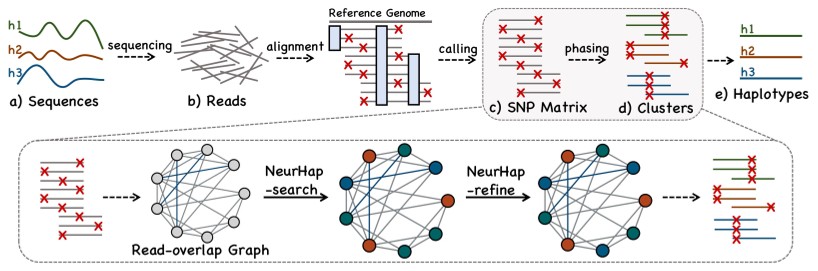 h1
h2
h3
a) Sequences
sequencing
b) Reads
alignment
Reference Genome
calling
c) SNP Matrix
phasing
d) Clusters
h1
h2
h3
e) Haplotypes
Read-overlap Graph
NeurHap
-search
NeurHap
-refine